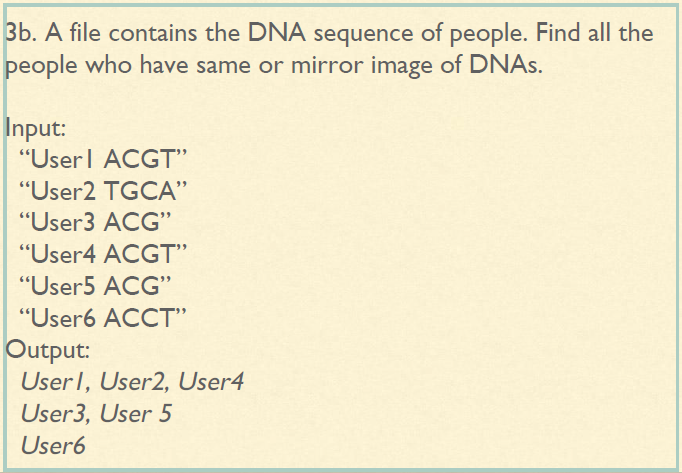 3b. A file contains the DNA sequence of people. Find all the
people who have same or mirror image of DNAs.
Input:
“User1 ACGT”
“User2 TGCA”
“User3 ACG”
“User4 ACGT”
“User5 ACG”
“User6 ACCT”
Output:
User1, User2, User4
User3, User 5
User6